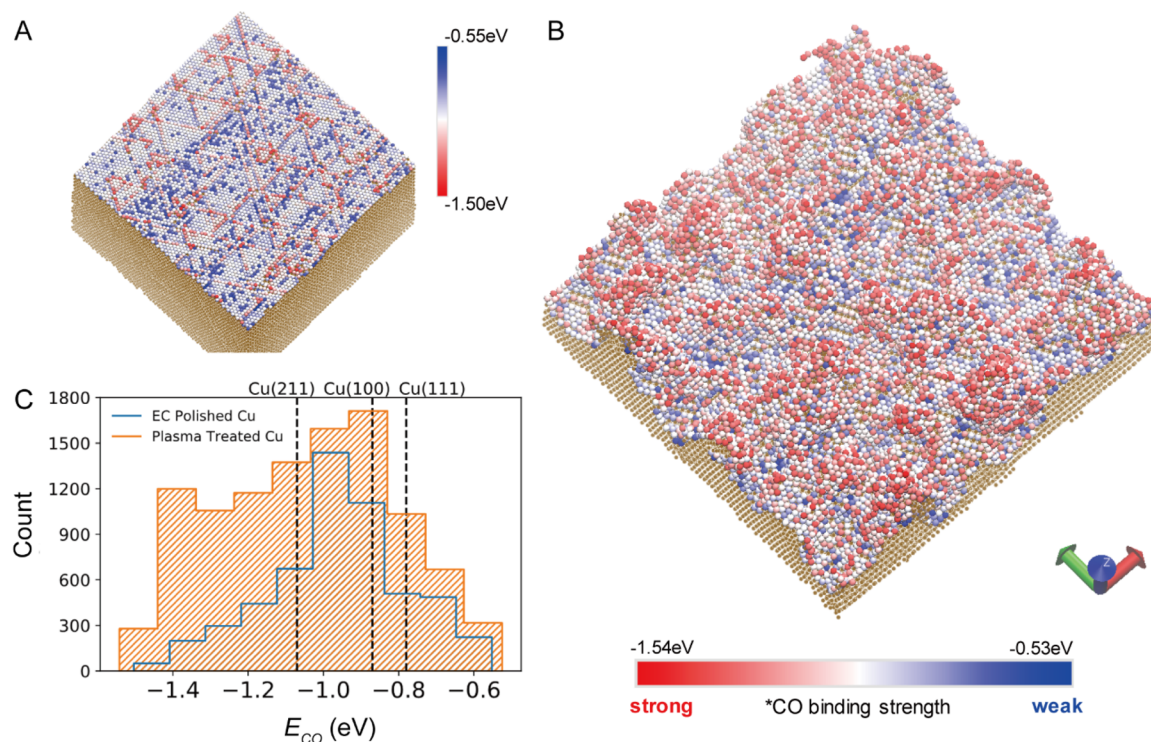 A
-0.55eV
-1.50eV
B
C
Cu(211) Cu(100) Cu(111)
EC Polished Cu
Plasma Treated Cu
1800
1500
1200
900
600
300
0
Count
−1.4 −1.2 −1.0 −0.8 −0.6
E_CO (eV)
Z
-1.54eV -0.53eV
strong *CO binding strength weak